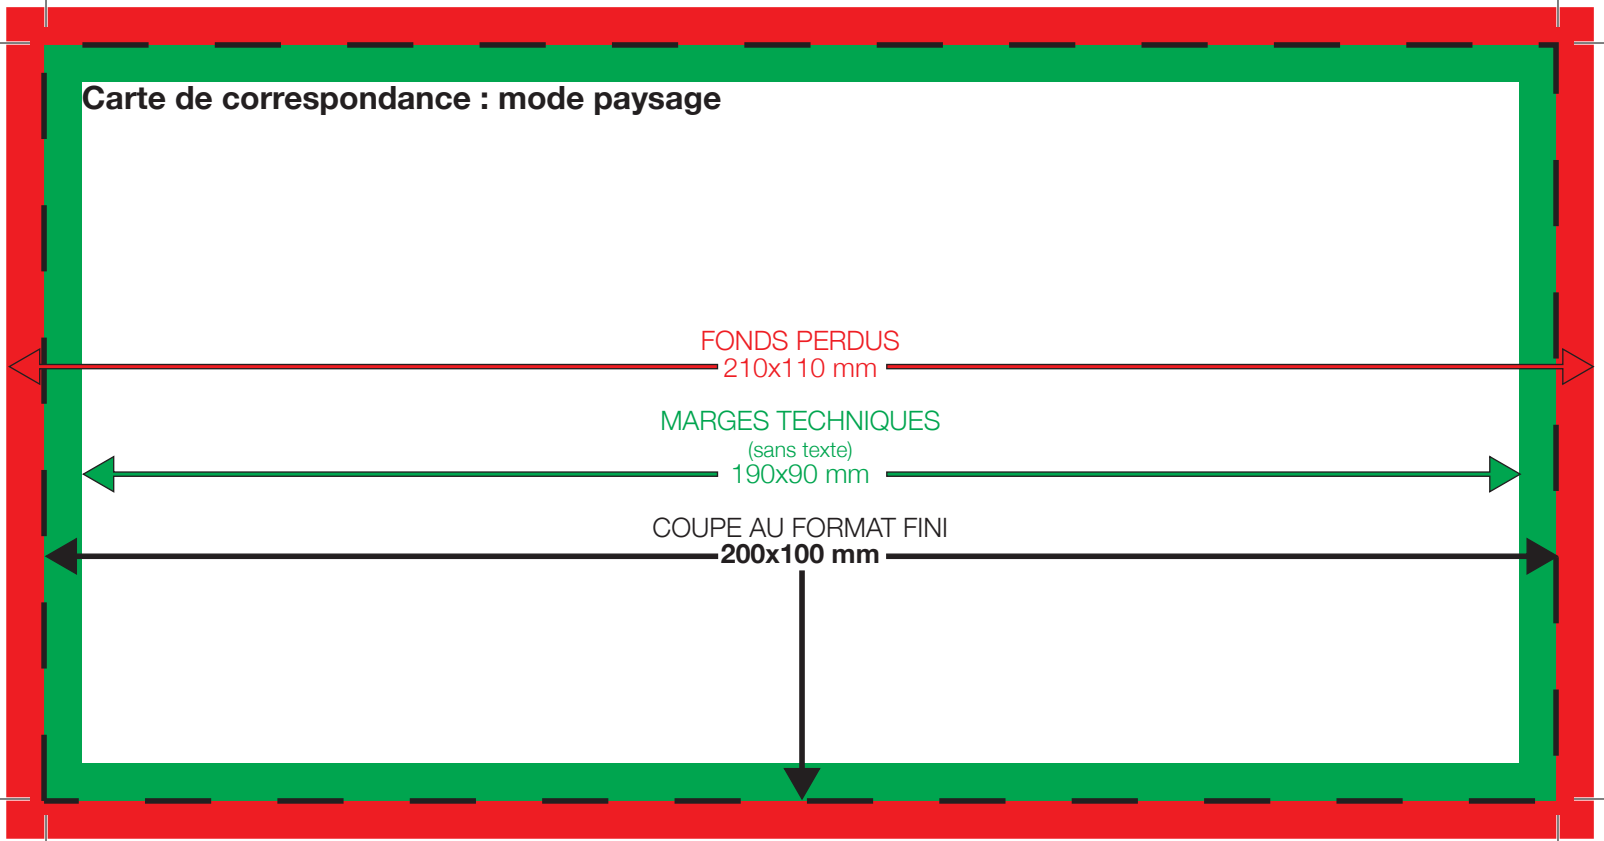 Carte de correspondance : mode paysage
FONDS PERDUS
210x110 mm
MARGES TECHNIQUES
(sans texte)
190x90 mm
COUPE AU FORMAT FINI
200x100 mm